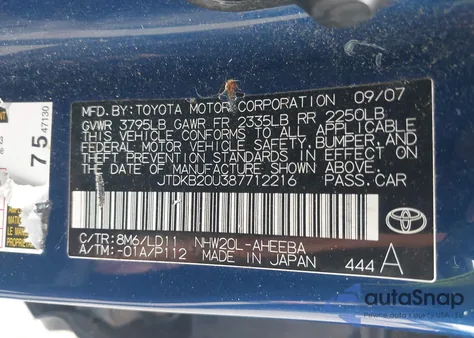 MFD. BY: TOYOTA MOTOR CORPORATION 09/07
GVWR 3795LB GAWR FR 2335LB RR 2250LB
THIS VEHICLE CONFORMS TO ALL APPLICABLE
FEDERAL MOTOR VEHICLE SAFETY, BUMPER, AND
THEFT PREVENTION STANDARDS IN EFFECT ON
THE DATE OF MANUFACTURE SHOWN ABOVE.
JTDKB20U387712216 PASS. CAR
C/TR: 8M6/LD11 NHW20L-AHEEBA
A/TM: -01A/P112 MADE IN JAPAN
444 A
TOYOTA
75
47130
autoSnap